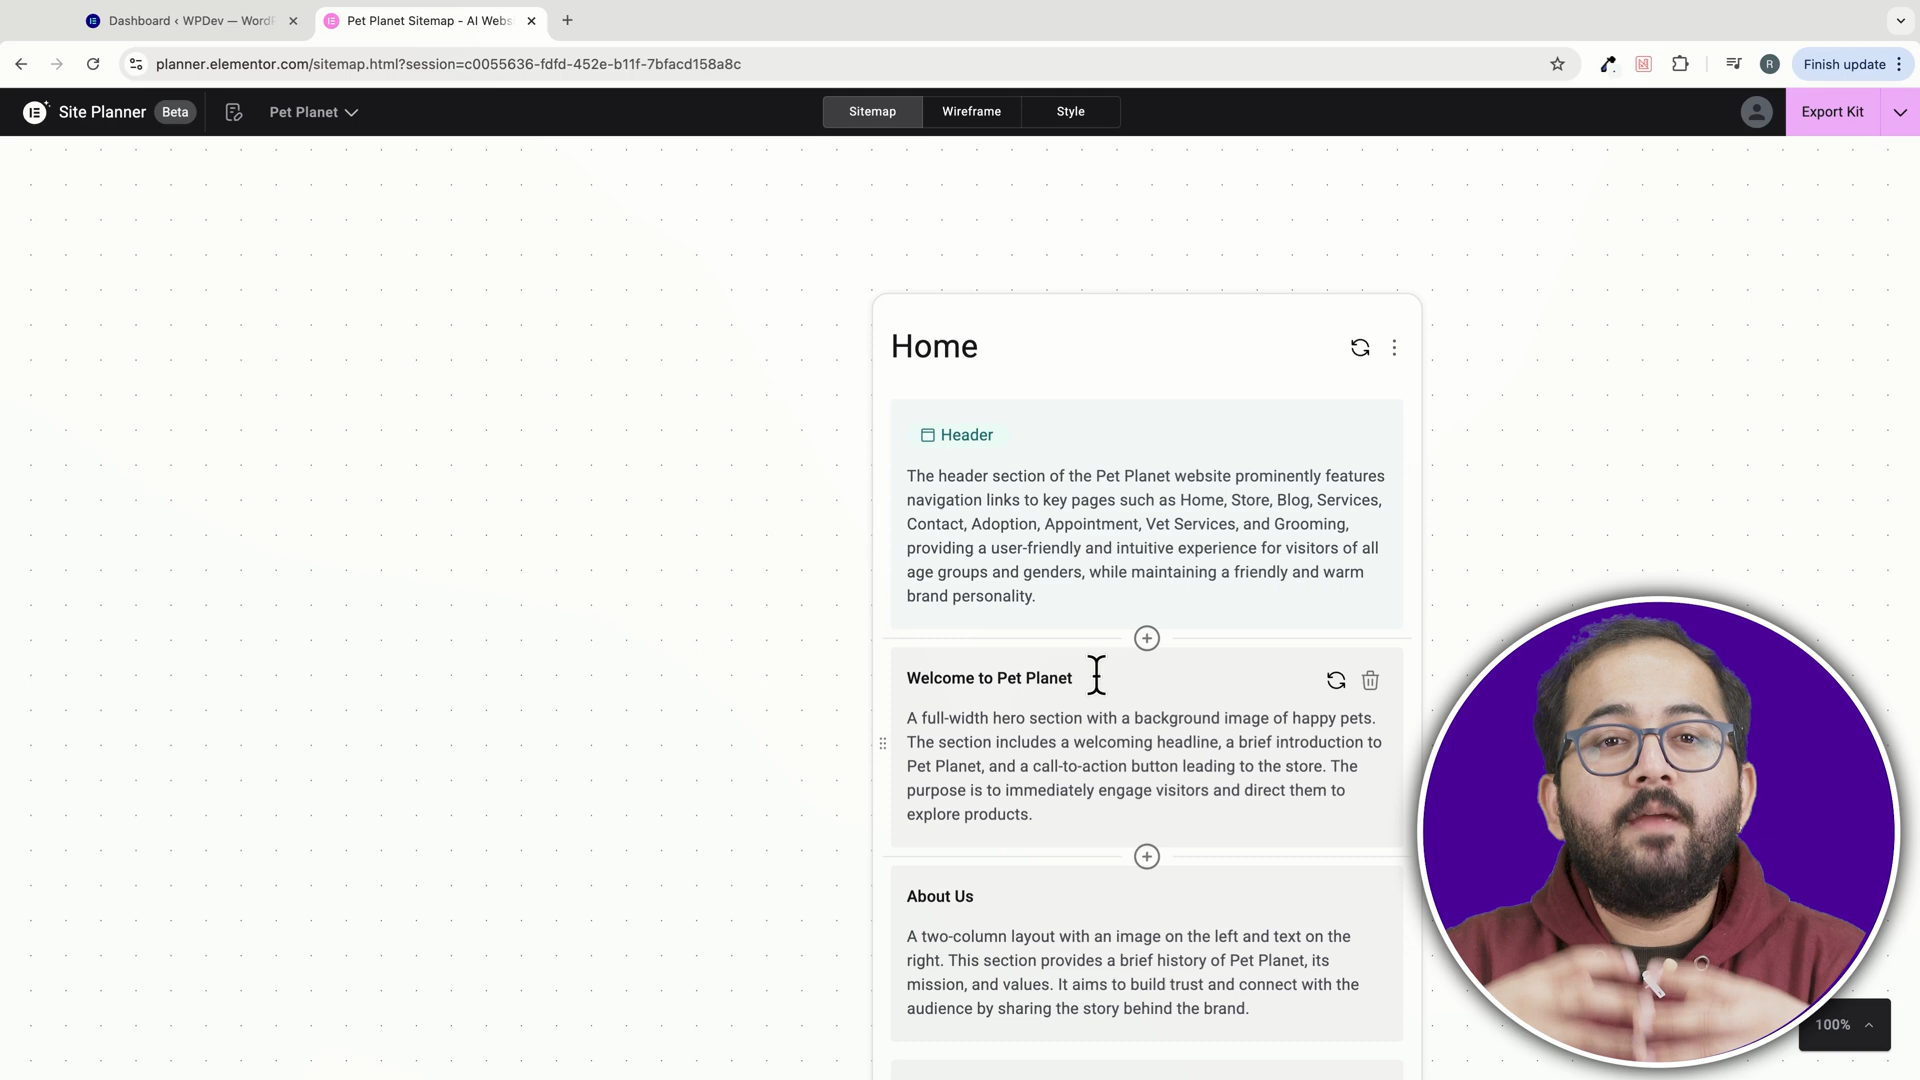 Dashboard ‹ WPDev — Word
Pet Planet Sitemap - AI Webs
planner.elementor.com/sitemap.html?session=c0055636-fdfd-452e-b11f-7bfacd158a8c
R
Finish update
Site Planner
Beta
Pet Planet
Sitemap
Wireframe
Style
Export Kit
Home
Header
The header section of the Pet Planet website prominently features
navigation links to key pages such as Home, Store, Blog, Services,
Contact, Adoption, Appointment, Vet Services, and Grooming,
providing a user-friendly and intuitive experience for visitors of all
age groups and genders, while maintaining a friendly and warm
brand personality.
Welcome to Pet Planet
A full-width hero section with a background image of happy pets.
The section includes a welcoming headline, a brief introduction to
Pet Planet, and a call-to-action button leading to the store. The
purpose is to immediately engage visitors and direct them to
explore products.
About Us
A two-column layout with an image on the left and text on the
right. This section provides a brief history of Pet Planet, its
mission, and values. It aims to build trust and connect with the
audience by sharing the story behind the brand.
100%